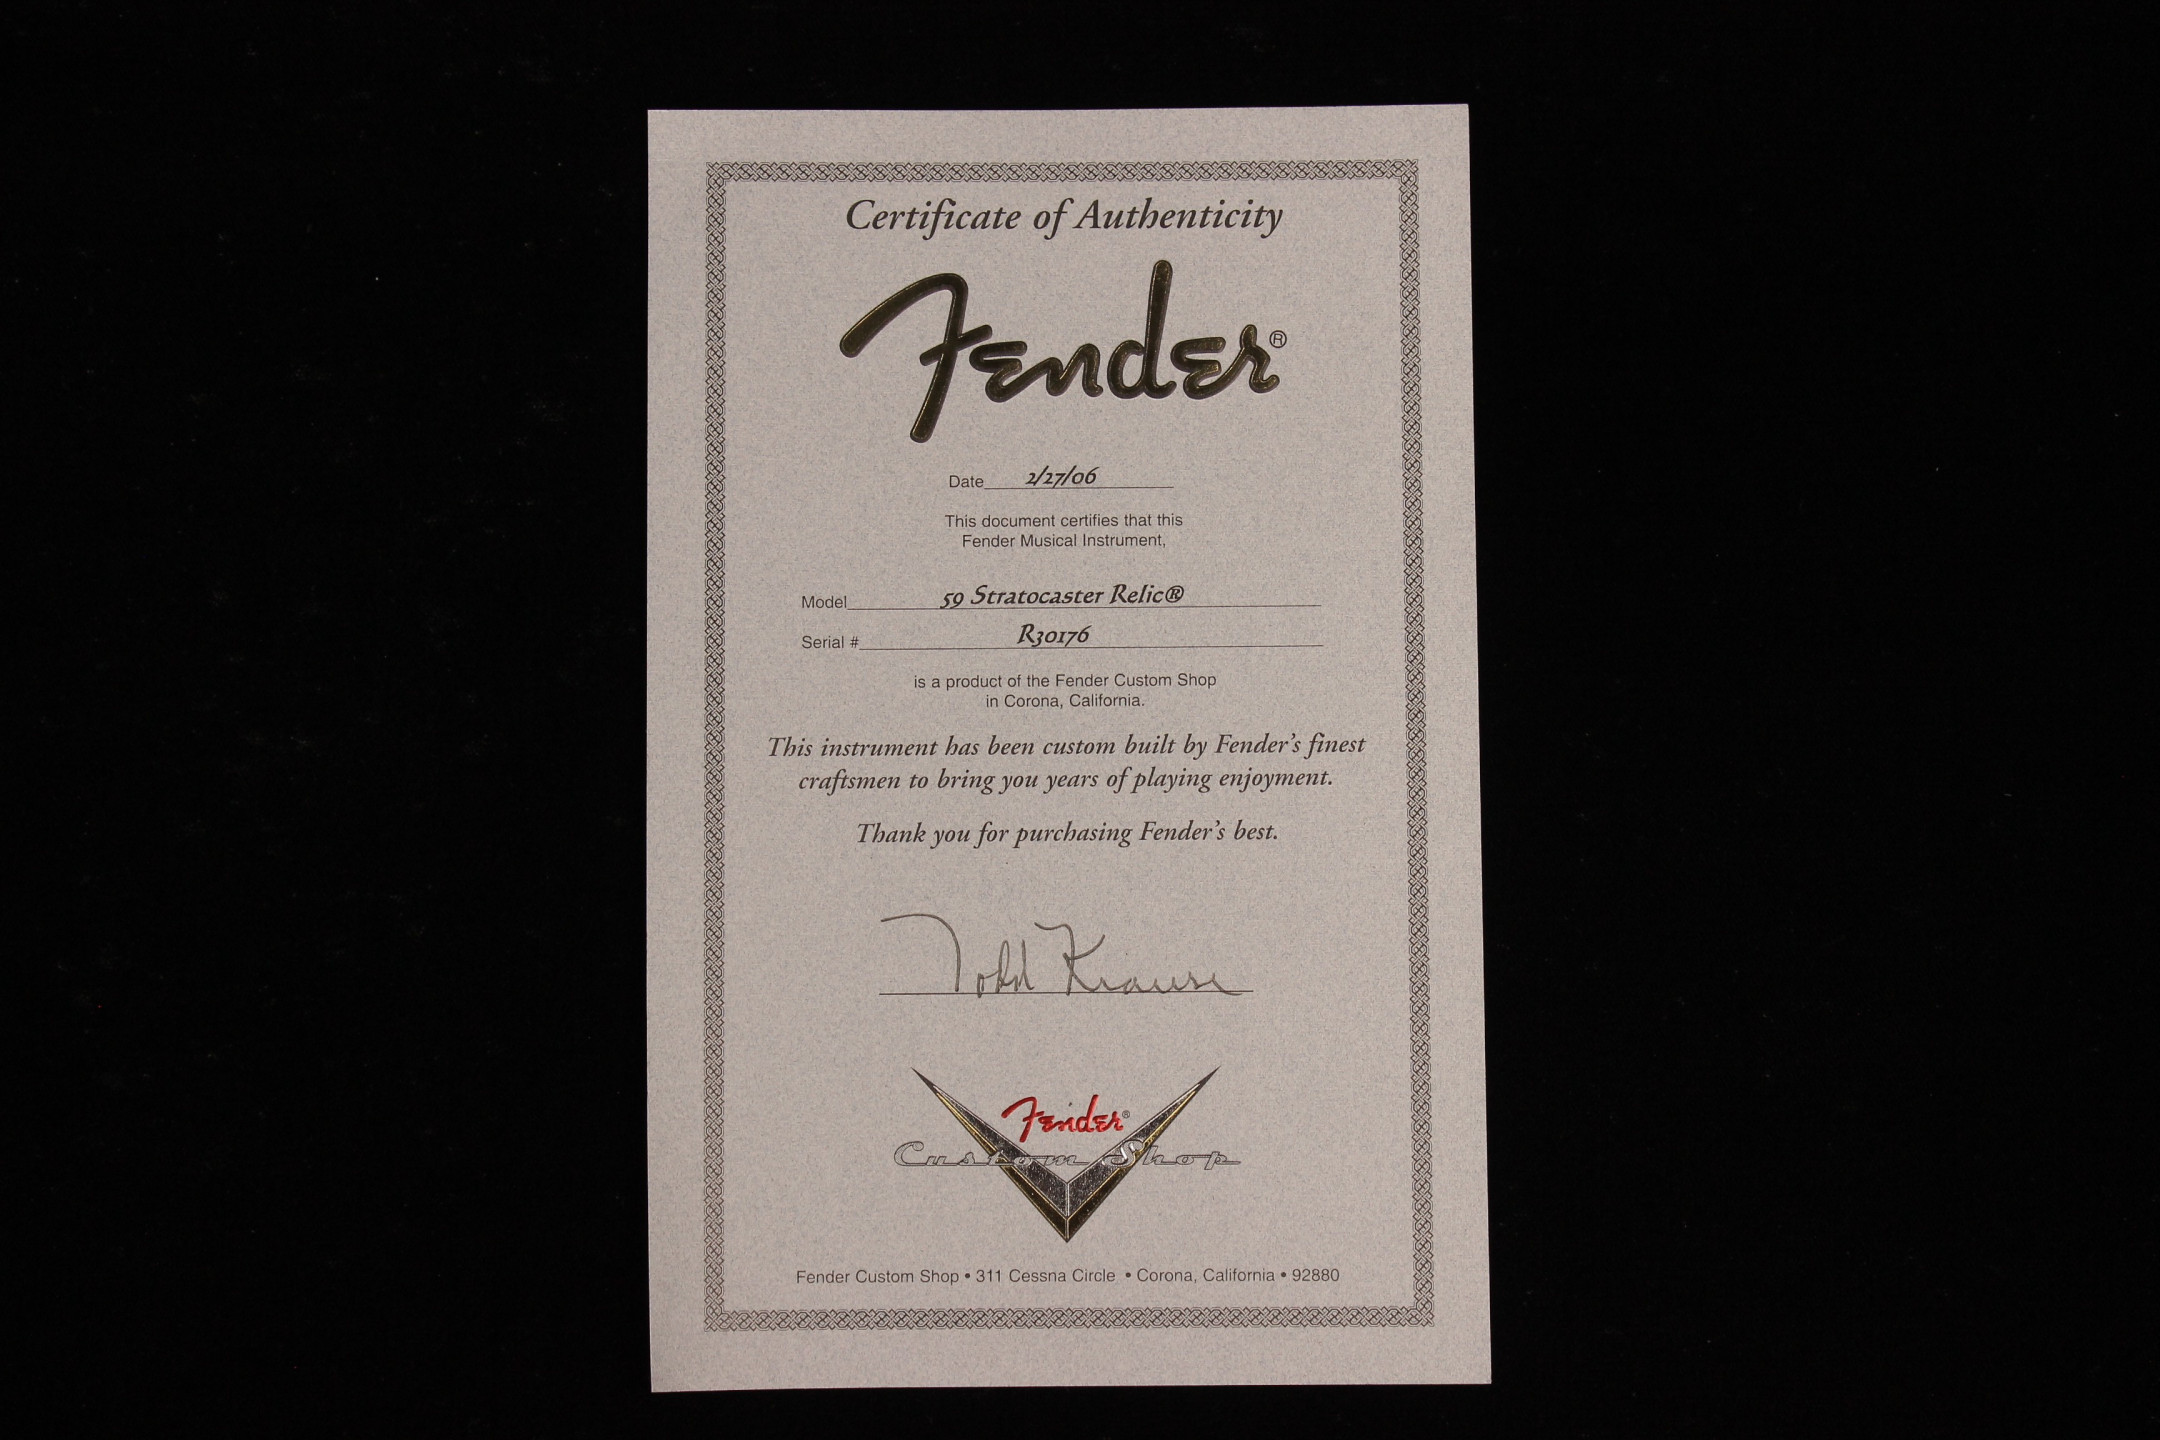 Certificate of Authenticity
Fender®
Date 2/27/06
This document certifies that this
Fender Musical Instrument,
Model 59 Stratocaster Relic®
Serial # R30176
is a product of the Fender Custom Shop
in Corona, California.
This instrument has been custom built by Fender's finest
craftsmen to bring you years of playing enjoyment.
Thank you for purchasing Fender's best.
Todd Krause
Fender®
Custom Shop
Fender Custom Shop • 311 Cessna Circle • Corona, California • 92880